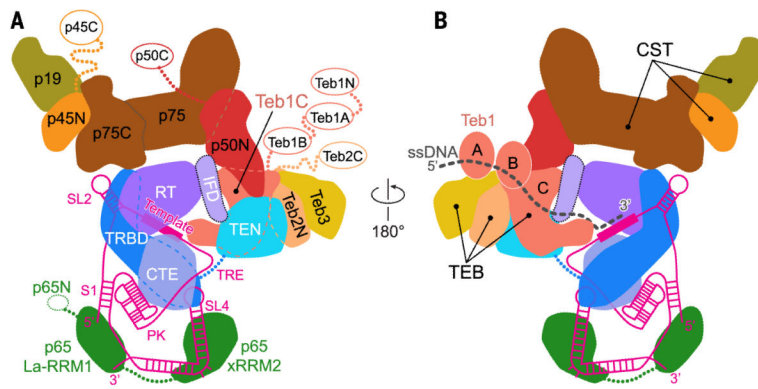 A
p45C
p50C
p19
p45N
p75C
p75
p50N
Teb1C
Teb1N
Teb1A
Teb1B
Teb2C
SL2
RT
IFD
Template
TRBD
TEN
Teb2N
Teb3
CTE
TRE
p65N
S1
SL4
5'
PK
p65
La-RRM1
3'
p65
xRRM2
180°
B
CST
Teb1
ssDNA
5'
A
B
C
3'
TEB
5'
3'